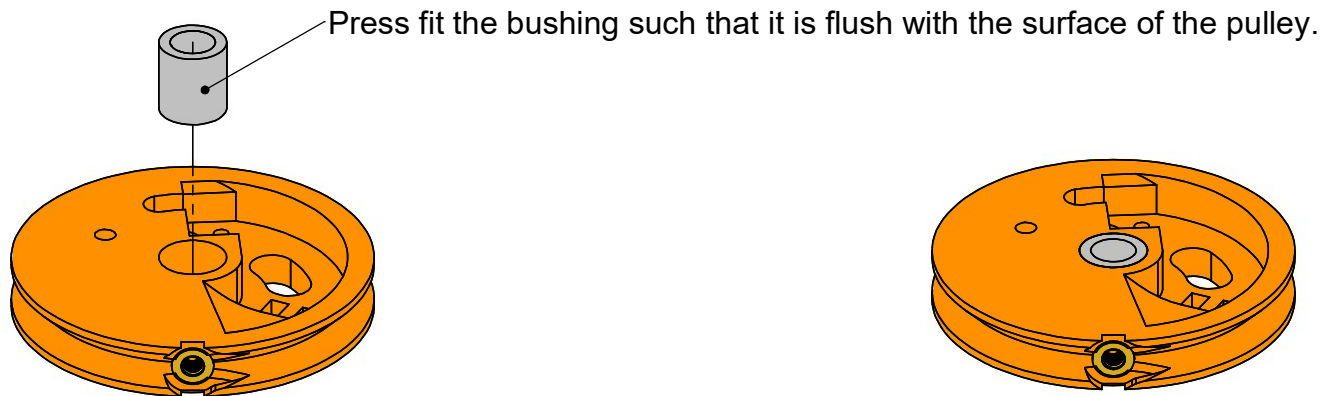 Press fit the bushing such that it is flush with the surface of the pulley.